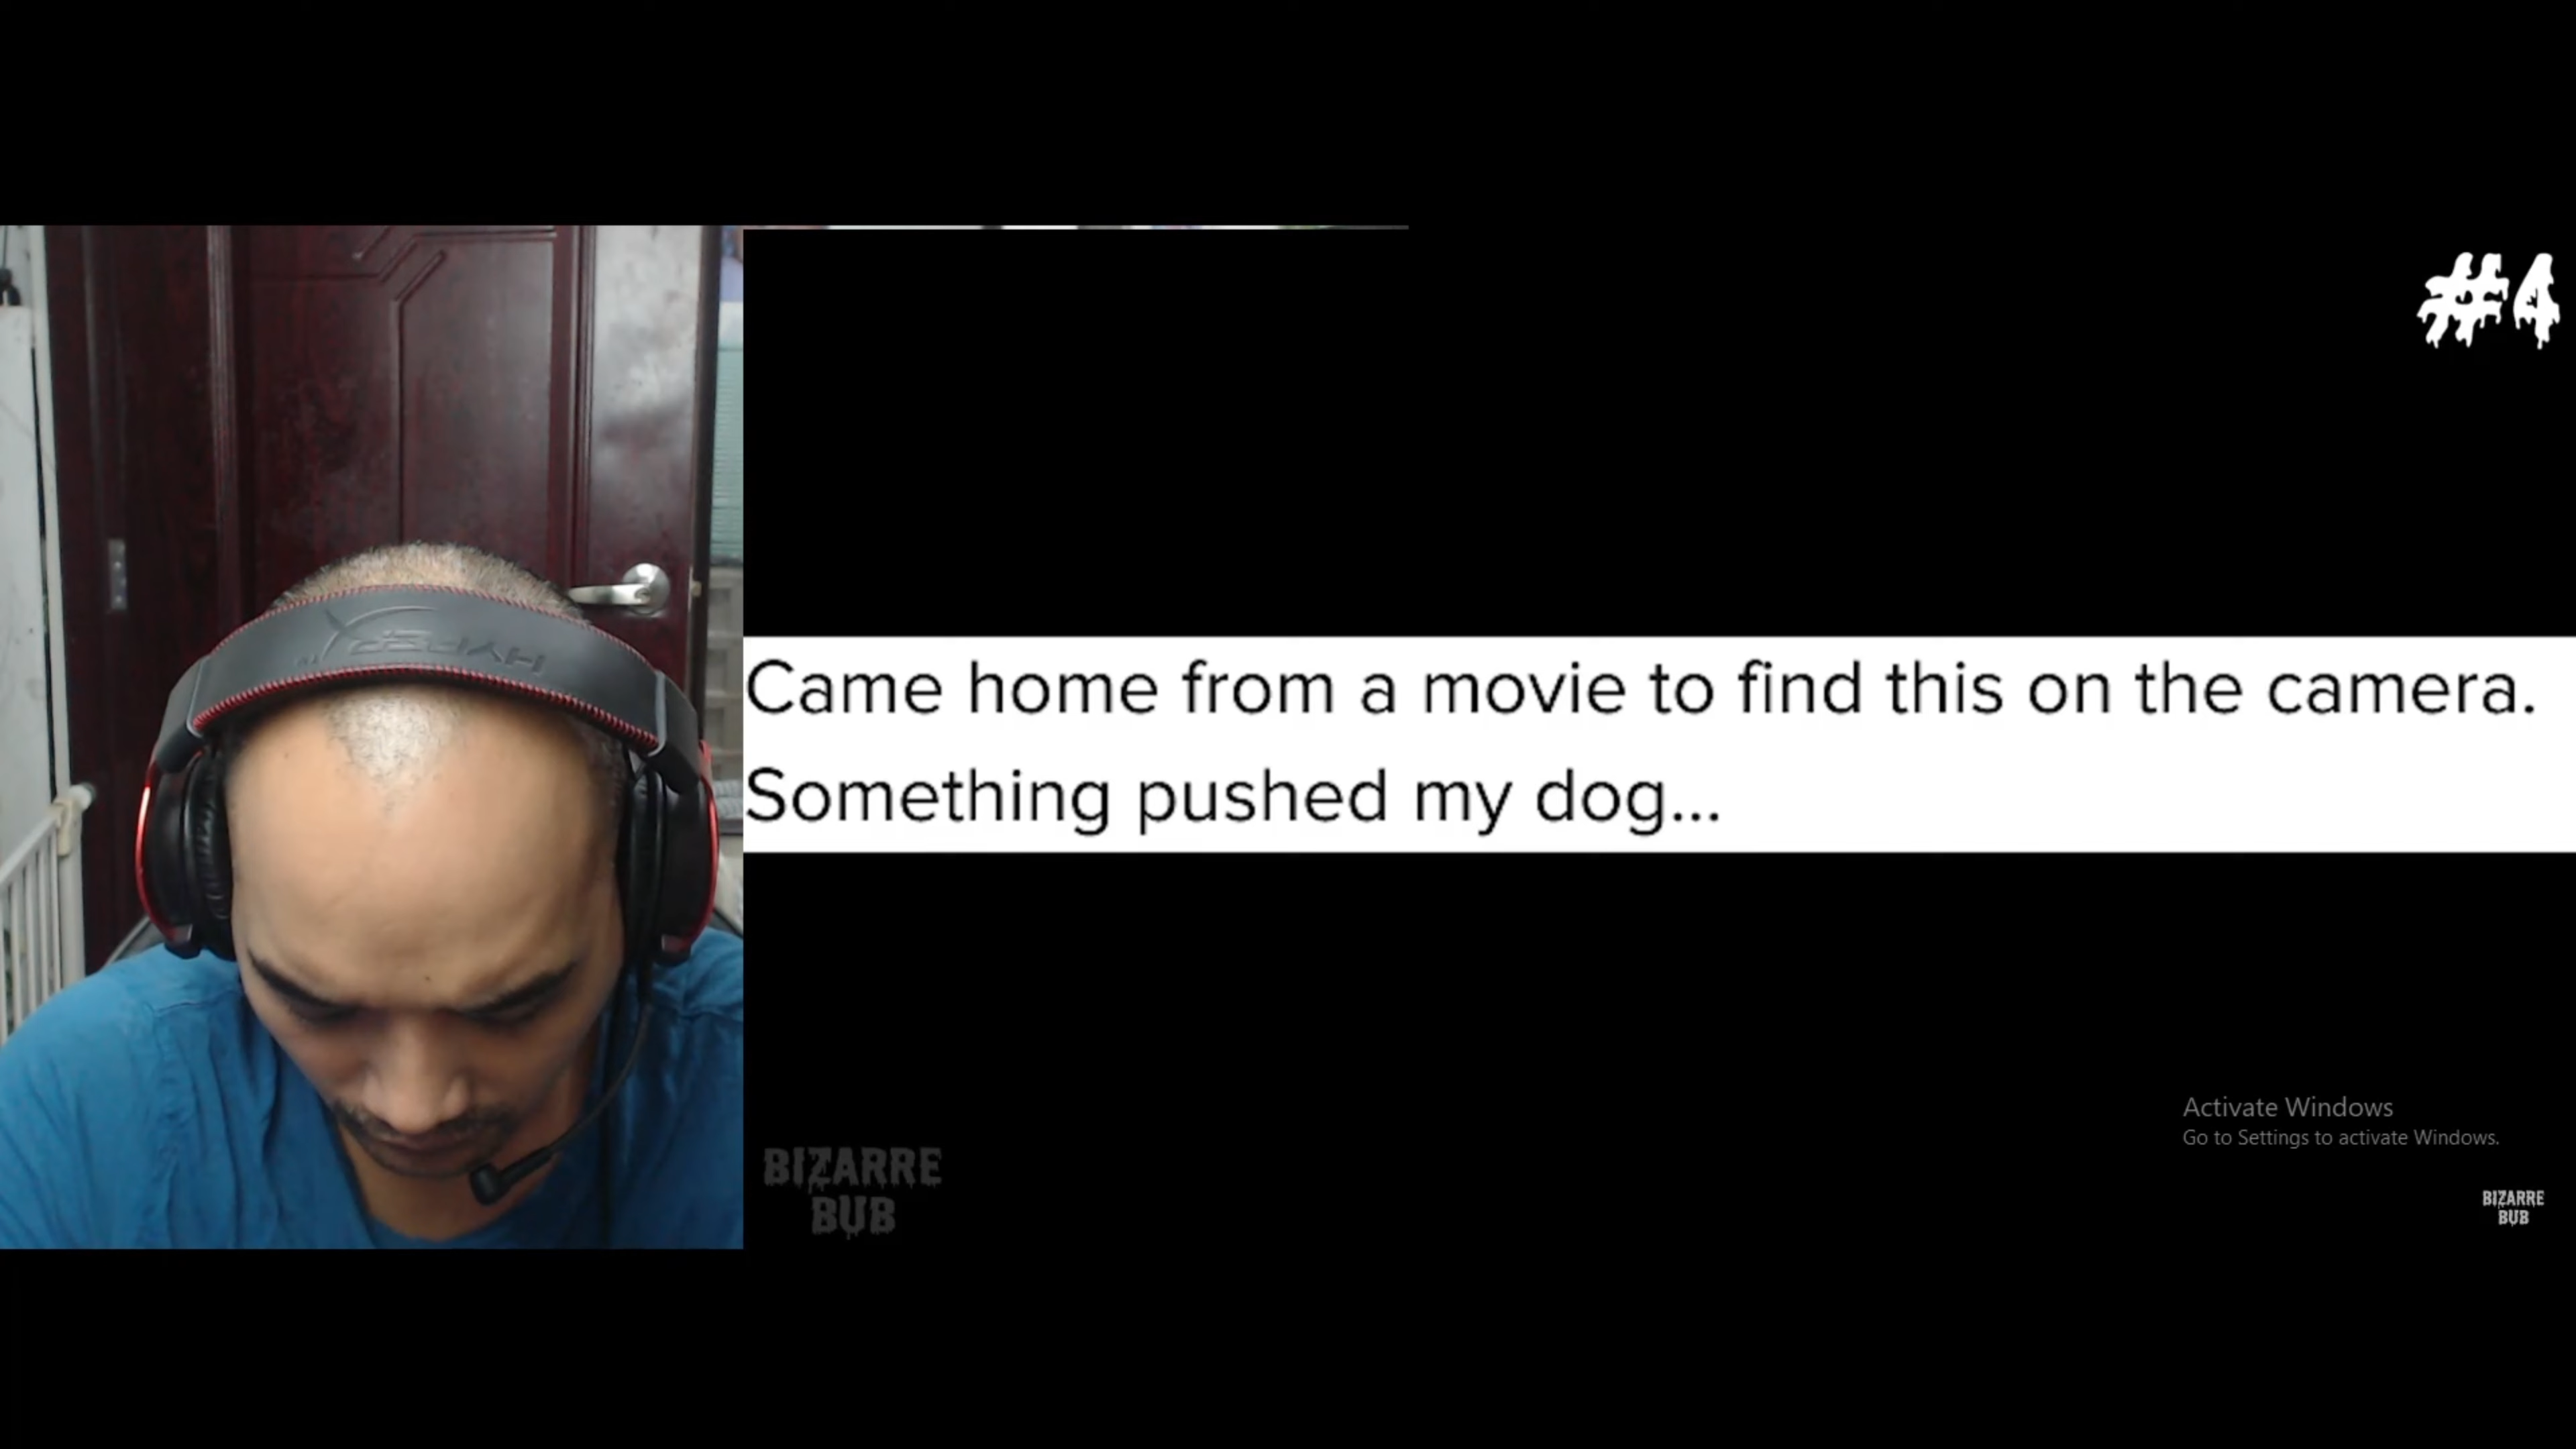 #4
HYPERX
Came home from a movie to find this on the camera.
Something pushed my dog...
Activate Windows
Go to Settings to activate Windows.
BIZARRE
BUB
BIZARRE
BUB